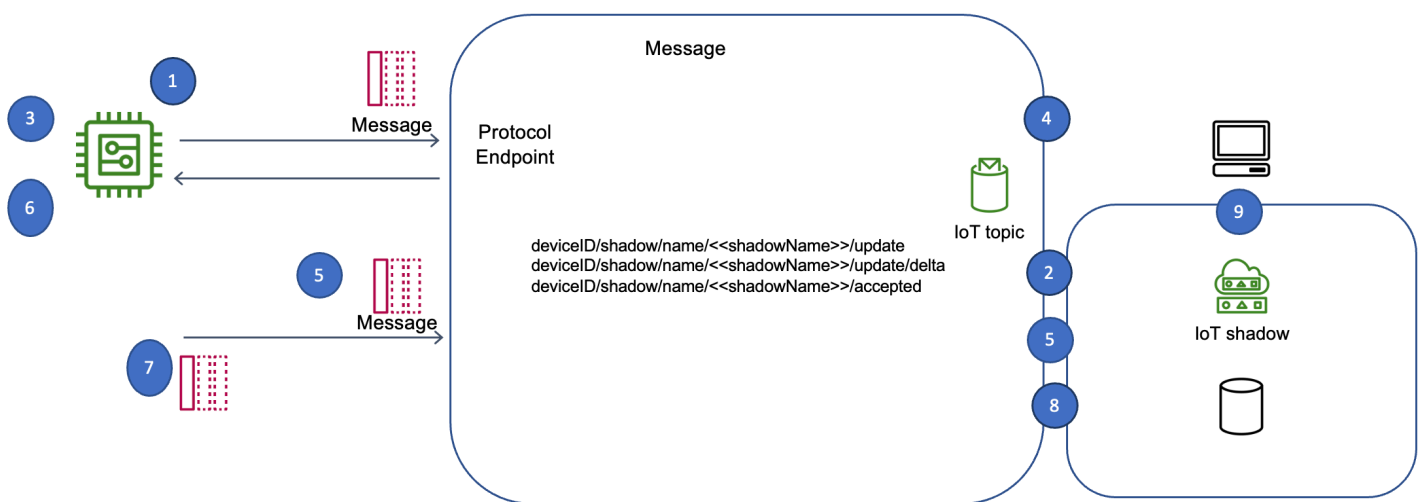 Message
1
3
Message
4
Protocol
Endpoint
6
9
IoT topic
deviceID/shadow/name/<<shadowName>>/update
deviceID/shadow/name/<<shadowName>>/update/delta
deviceID/shadow/name/<<shadowName>>/accepted
5
2
Message
IoT shadow
5
7
8